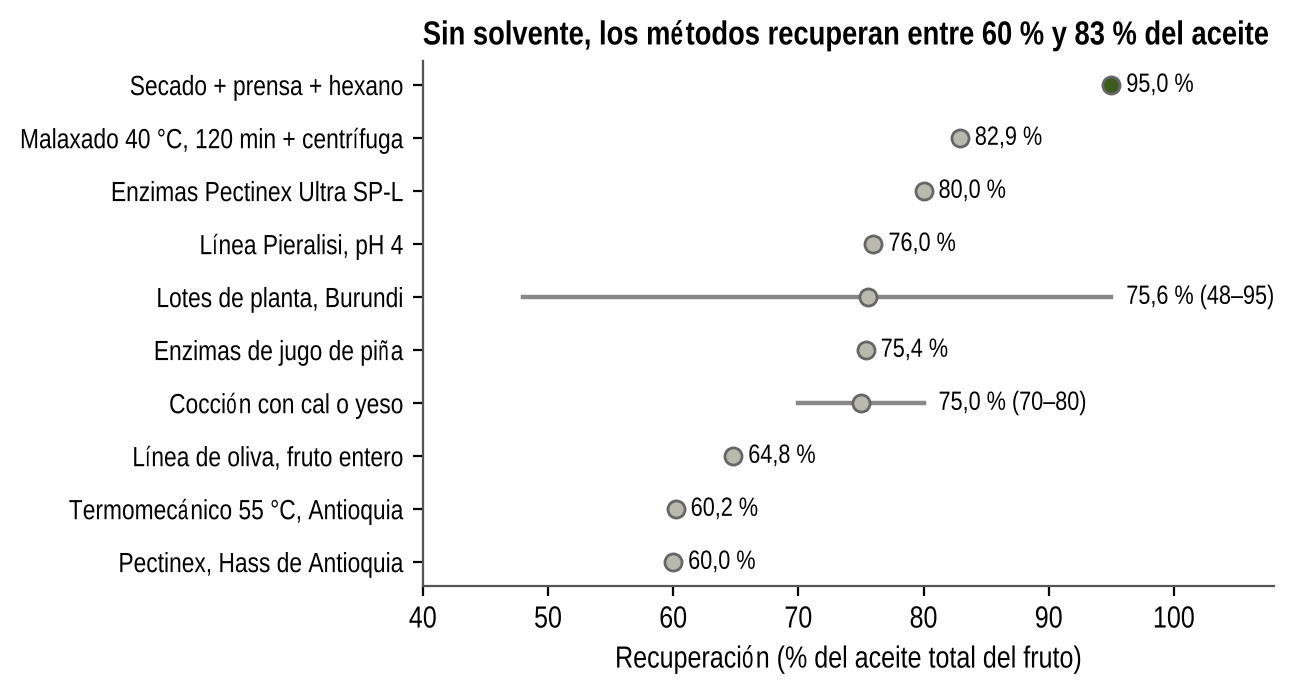 Sin solvente, los métodos recuperan entre 60 % y 83 % del aceite
Secado + prensa + hexano 95,0 %
Malaxado 40 °C, 120 min + centrífuga 82,9 %
Enzimas Pectinex Ultra SP-L 80,0 %
Línea Pieralisi, pH 4 76,0 %
Lotes de planta, Burundi 75,6 % (48–95)
Enzimas de jugo de piña 75,4 %
Cocción con cal o yeso 75,0 % (70–80)
Línea de oliva, fruto entero 64,8 %
Termomecánico 55 °C, Antioquia 60,2 %
Pectinex, Hass de Antioquia 60,0 %
40 50 60 70 80 90 100
Recuperación (% del aceite total del fruto)